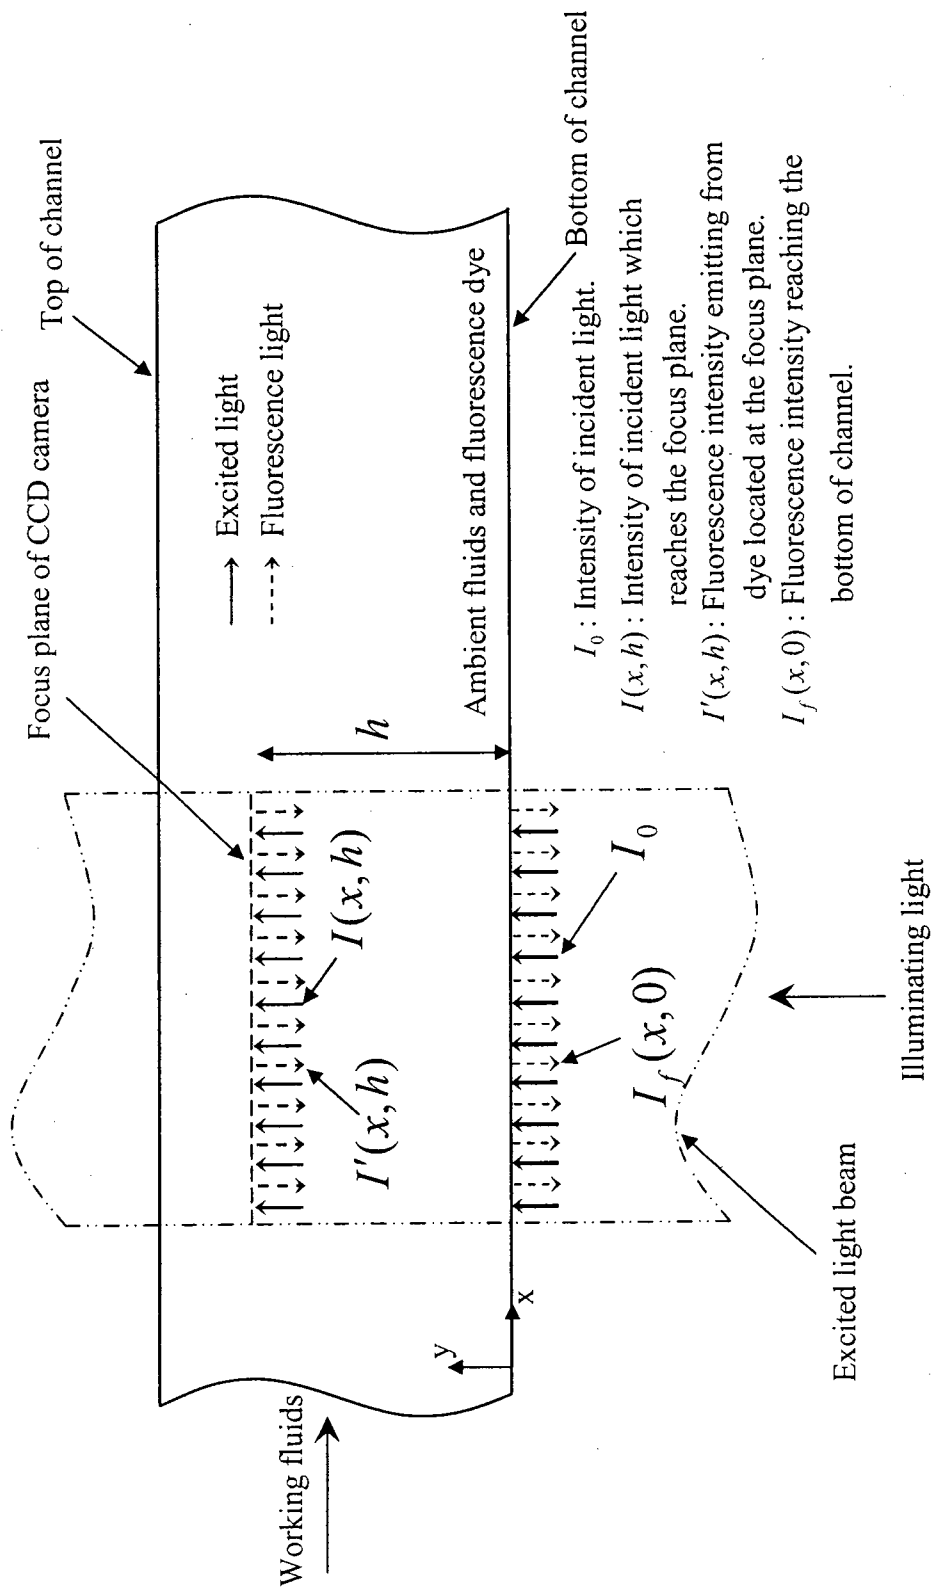 Focus plane of CCD camera
Top of channel
Excited light
Fluorescence light
Working fluids
I(x,h)
I'(x,h)
h
Ambient fluids and fluorescence dye
y
x
I_0
I_f(x,0)
Bottom of channel
Excited light beam
Illuminating light
I_0 : Intensity of incident light.
I(x,h) : Intensity of incident light which
reaches the focus plane.
I'(x,h) : Fluorescence intensity emitting from
dye located at the focus plane.
I_f(x,0) : Fluorescence intensity reaching the
bottom of channel.